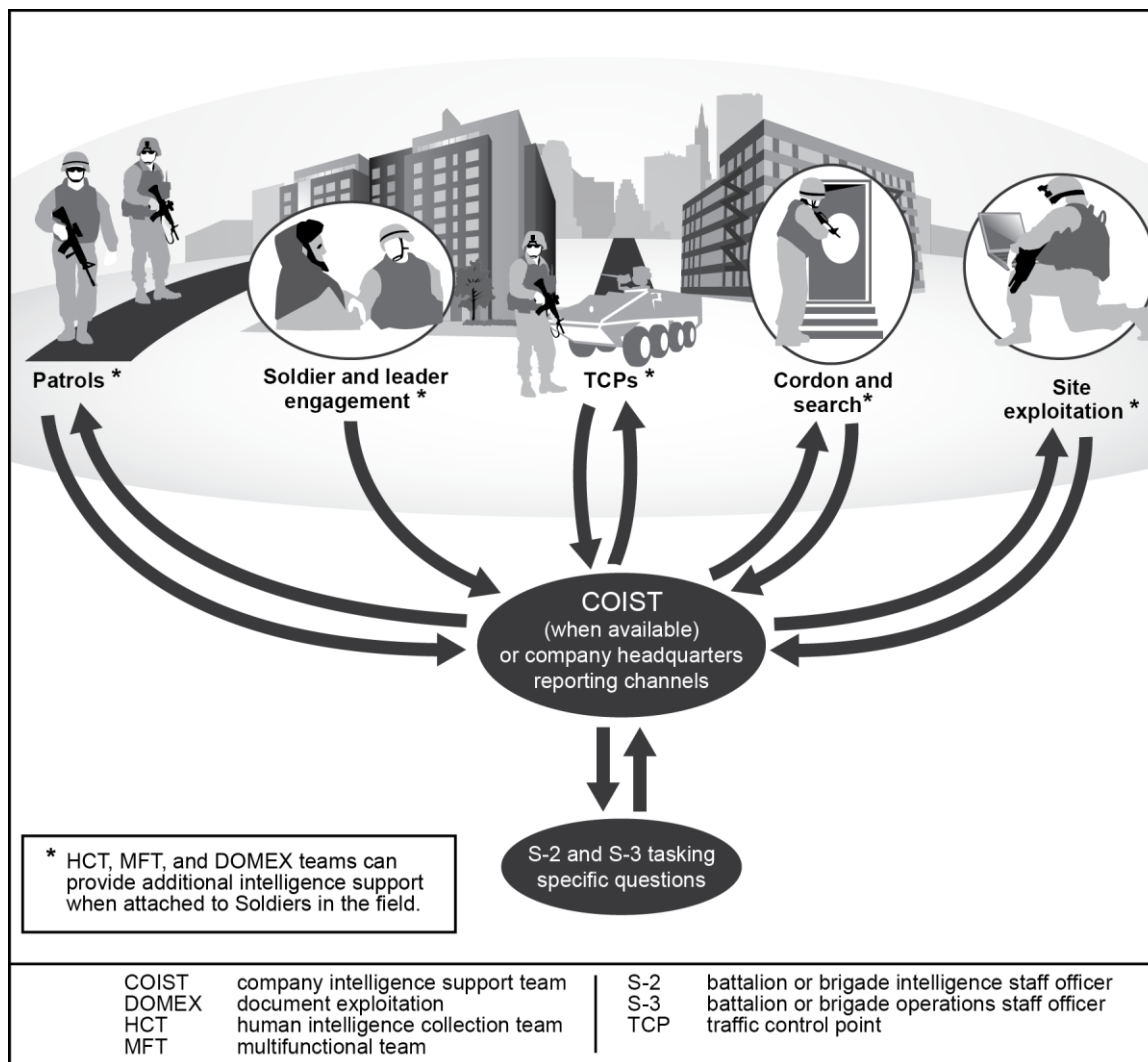 Patrols *
Soldier and leader
engagement *
TCPs *
Cordon and
search*
Site
exploitation *
COIST
(when available)
or company headquarters
reporting channels
S-2 and S-3 tasking
specific questions
* HCT, MFT, and DOMEX teams can
provide additional intelligence support
when attached to Soldiers in the field.
COIST company intelligence support team
DOMEX document exploitation
HCT human intelligence collection team
MFT multifunctional team
S-2 battalion or brigade intelligence staff officer
S-3 battalion or brigade operations staff officer
TCP traffic control point